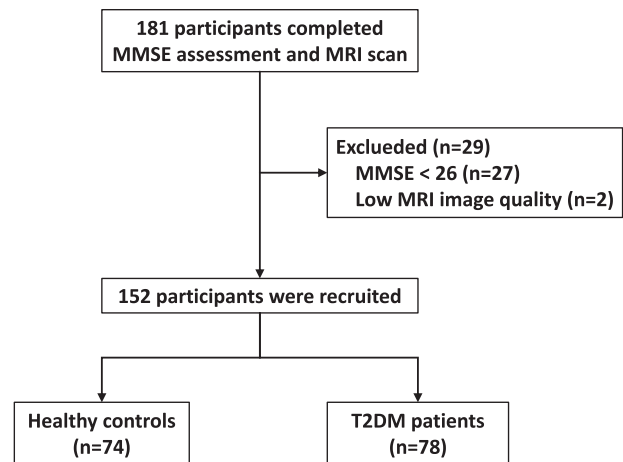 181 participants completed
MMSE assessment and MRI scan
Exclueded (n=29)
MMSE < 26 (n=27)
Low MRI image quality (n=2)
152 participants were recruited
Healthy controls
(n=74)
T2DM patients
(n=78)